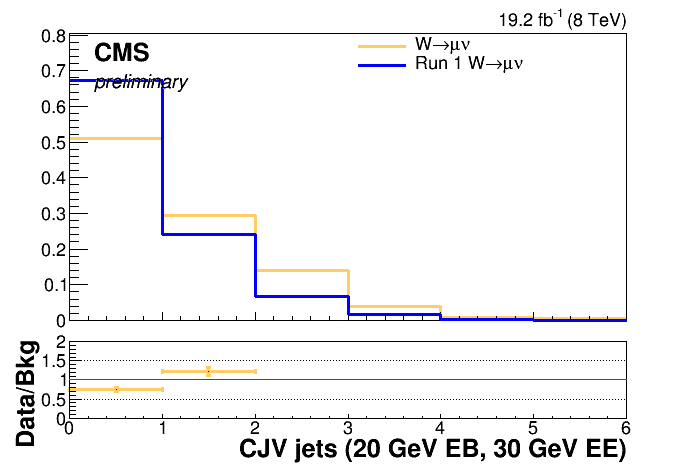 19.2 fb⁻¹ (8 TeV)
CMS
preliminary
W→μν
Run 1 W→μν
0.8
0.7
0.6
0.5
0.4
0.3
0.2
0.1
0
Data/Bkg
2
1.5
1
0.5
0
0 1 2 3 4 5 6
CJV jets (20 GeV EB, 30 GeV EE)